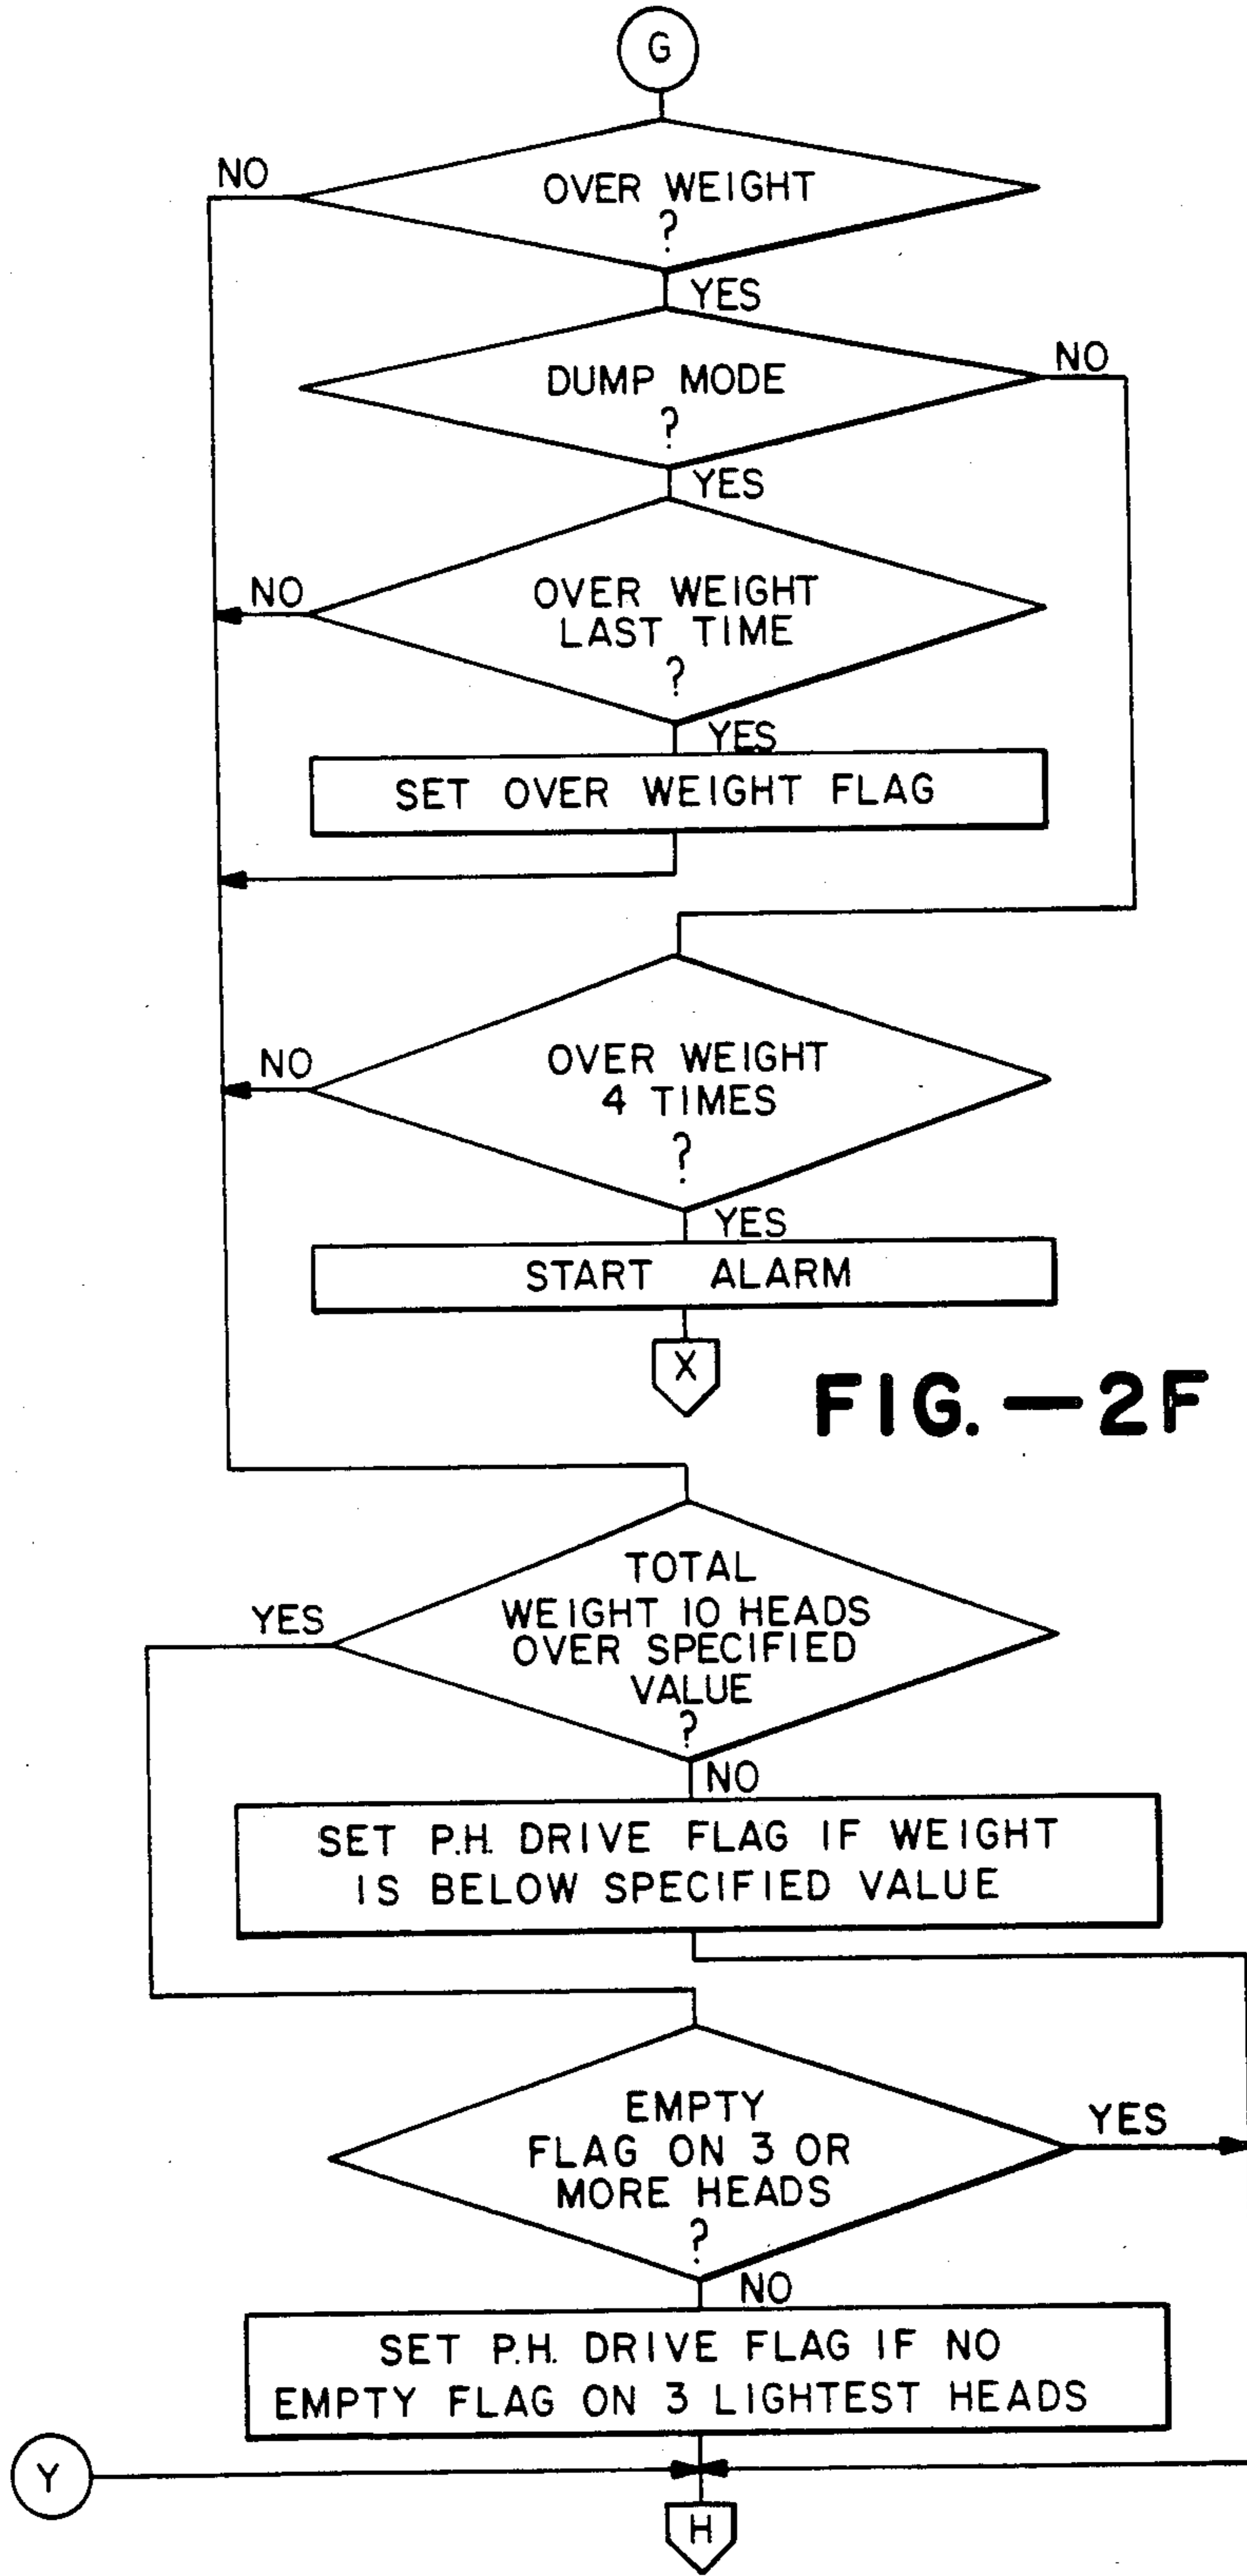 G
NO
OVER WEIGHT
?
YES
DUMP MODE
?
NO
YES
NO
OVER WEIGHT
LAST TIME
?
YES
SET OVER WEIGHT FLAG
NO
OVER WEIGHT
4 TIMES
?
YES
START ALARM
X
FIG.—2F
YES
TOTAL
WEIGHT 10 HEADS
OVER SPECIFIED
VALUE
?
NO
SET P.H. DRIVE FLAG IF WEIGHT
IS BELOW SPECIFIED VALUE
EMPTY
FLAG ON 3 OR
MORE HEADS
?
YES
NO
SET P.H. DRIVE FLAG IF NO
EMPTY FLAG ON 3 LIGHTEST HEADS
Y
H